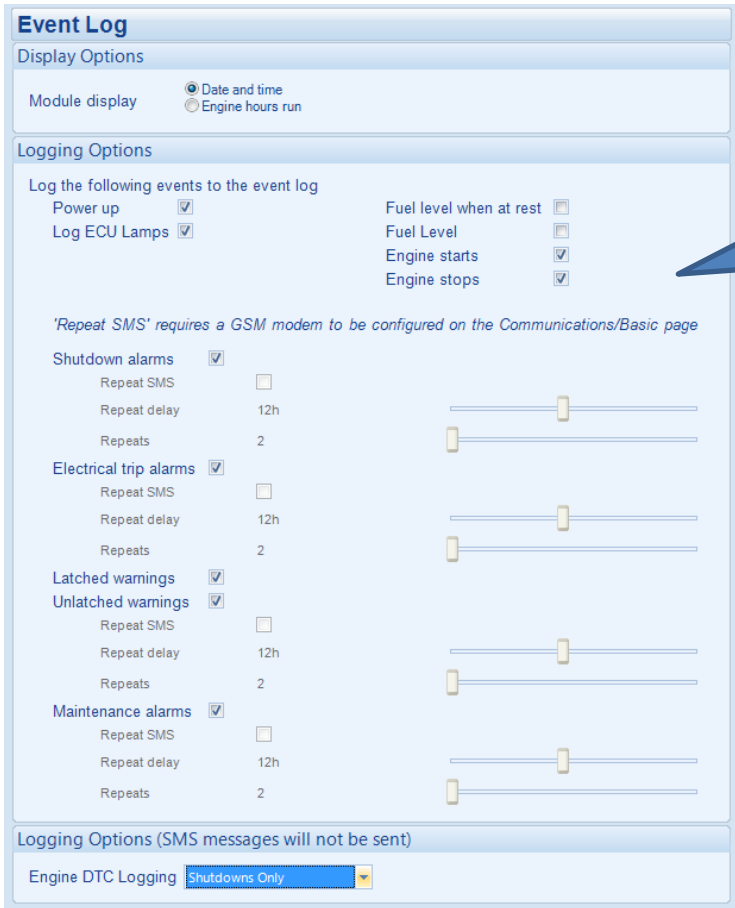 Event Log
Display Options
Module display
Date and time
Engine hours run
Logging Options
Log the following events to the event log
Power up
Fuel level when at rest
Log ECU Lamps
Fuel Level
Engine starts
Engine stops
'Repeat SMS' requires a GSM modem to be configured on the Communications/Basic page
Shutdown alarms
Repeat SMS
Repeat delay 12h
Repeats 2
Electrical trip alarms
Repeat SMS
Repeat delay 12h
Repeats 2
Latched warnings
Unlatched warnings
Repeat SMS
Repeat delay 12h
Repeats 2
Maintenance alarms
Repeat SMS
Repeat delay 12h
Repeats 2
Logging Options (SMS messages will not be sent)
Engine DTC Logging Shutdowns Only